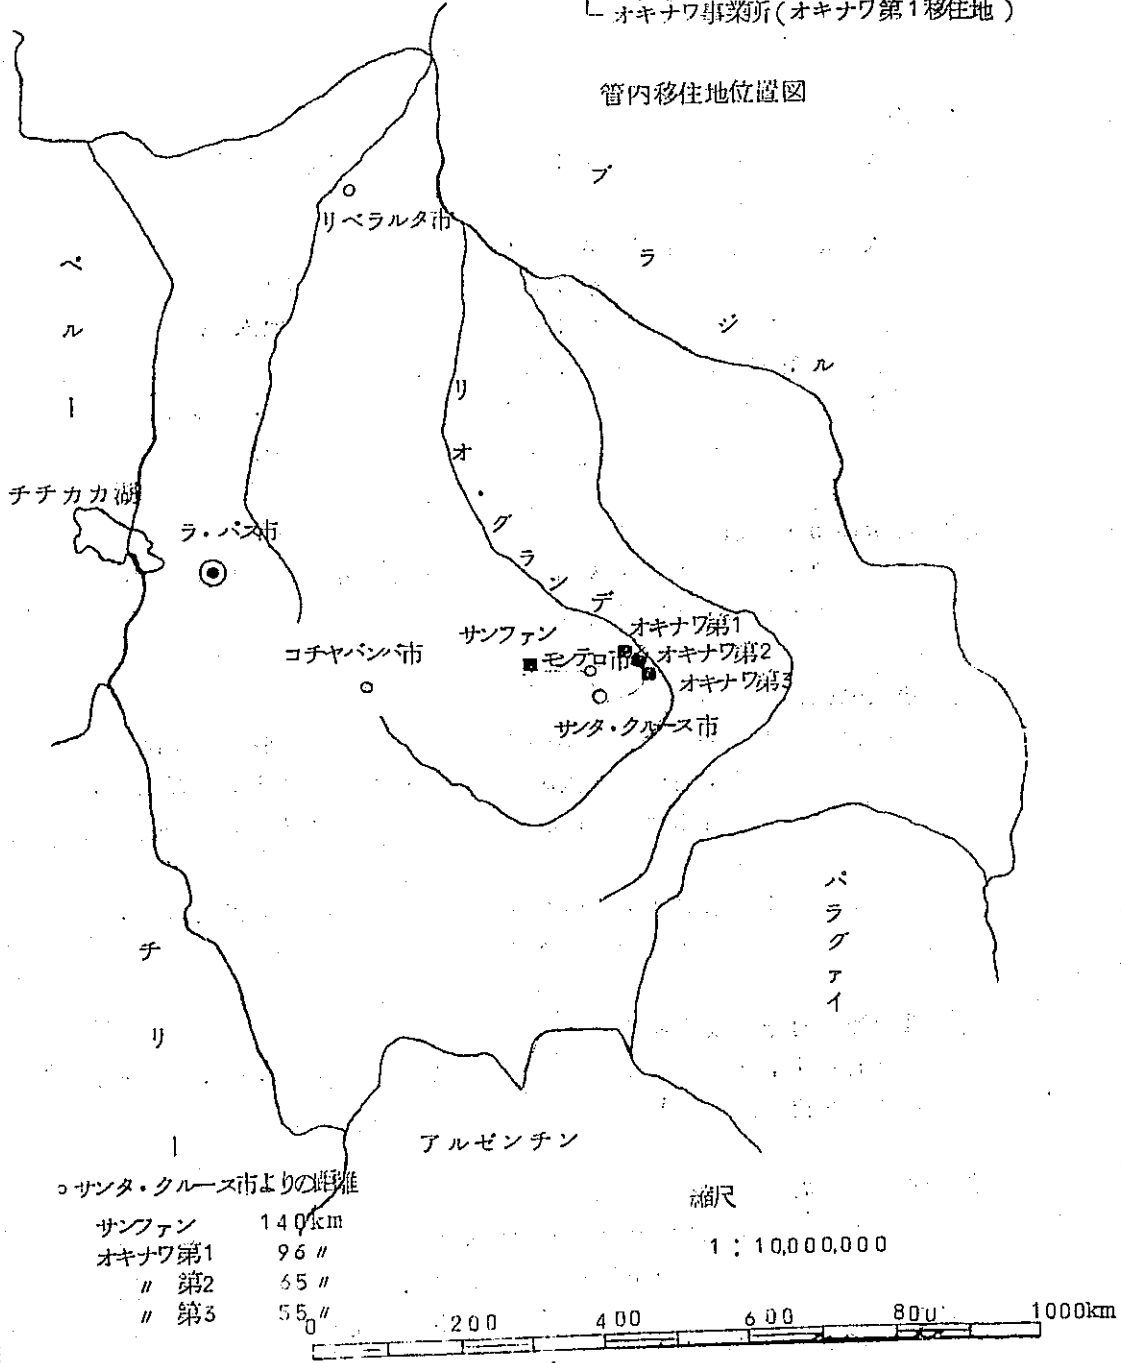 オキナワ事業所(オキナワ第1移住地)
管内移住地位置図
ブラジル
リベラルタ市
ペルー
リオ・グランデ
チチカカ湖
ラ・パス市
オキナワ第1
サンファン
モンテロ市
オキナワ第2
コチャバンバ市
オキナワ第3
サンタ・クルース市
パラグァイ
チリー
アルゼンチン
○サンタ・クルース市よりの距離
サンファン 140km
オキナワ第1 96〃
〃 第2 65〃
〃 第3 55〃
縮尺
1:10,000,000
0 200 400 600 800 1000km